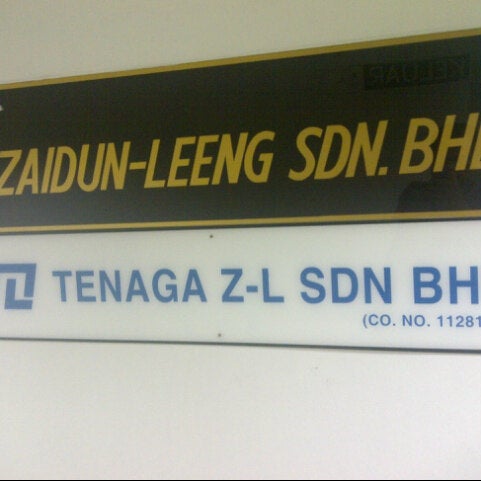 ZAIDUN-LEENG SDN. BH
TENAGA Z-L SDN BH
(CO. NO. 11281